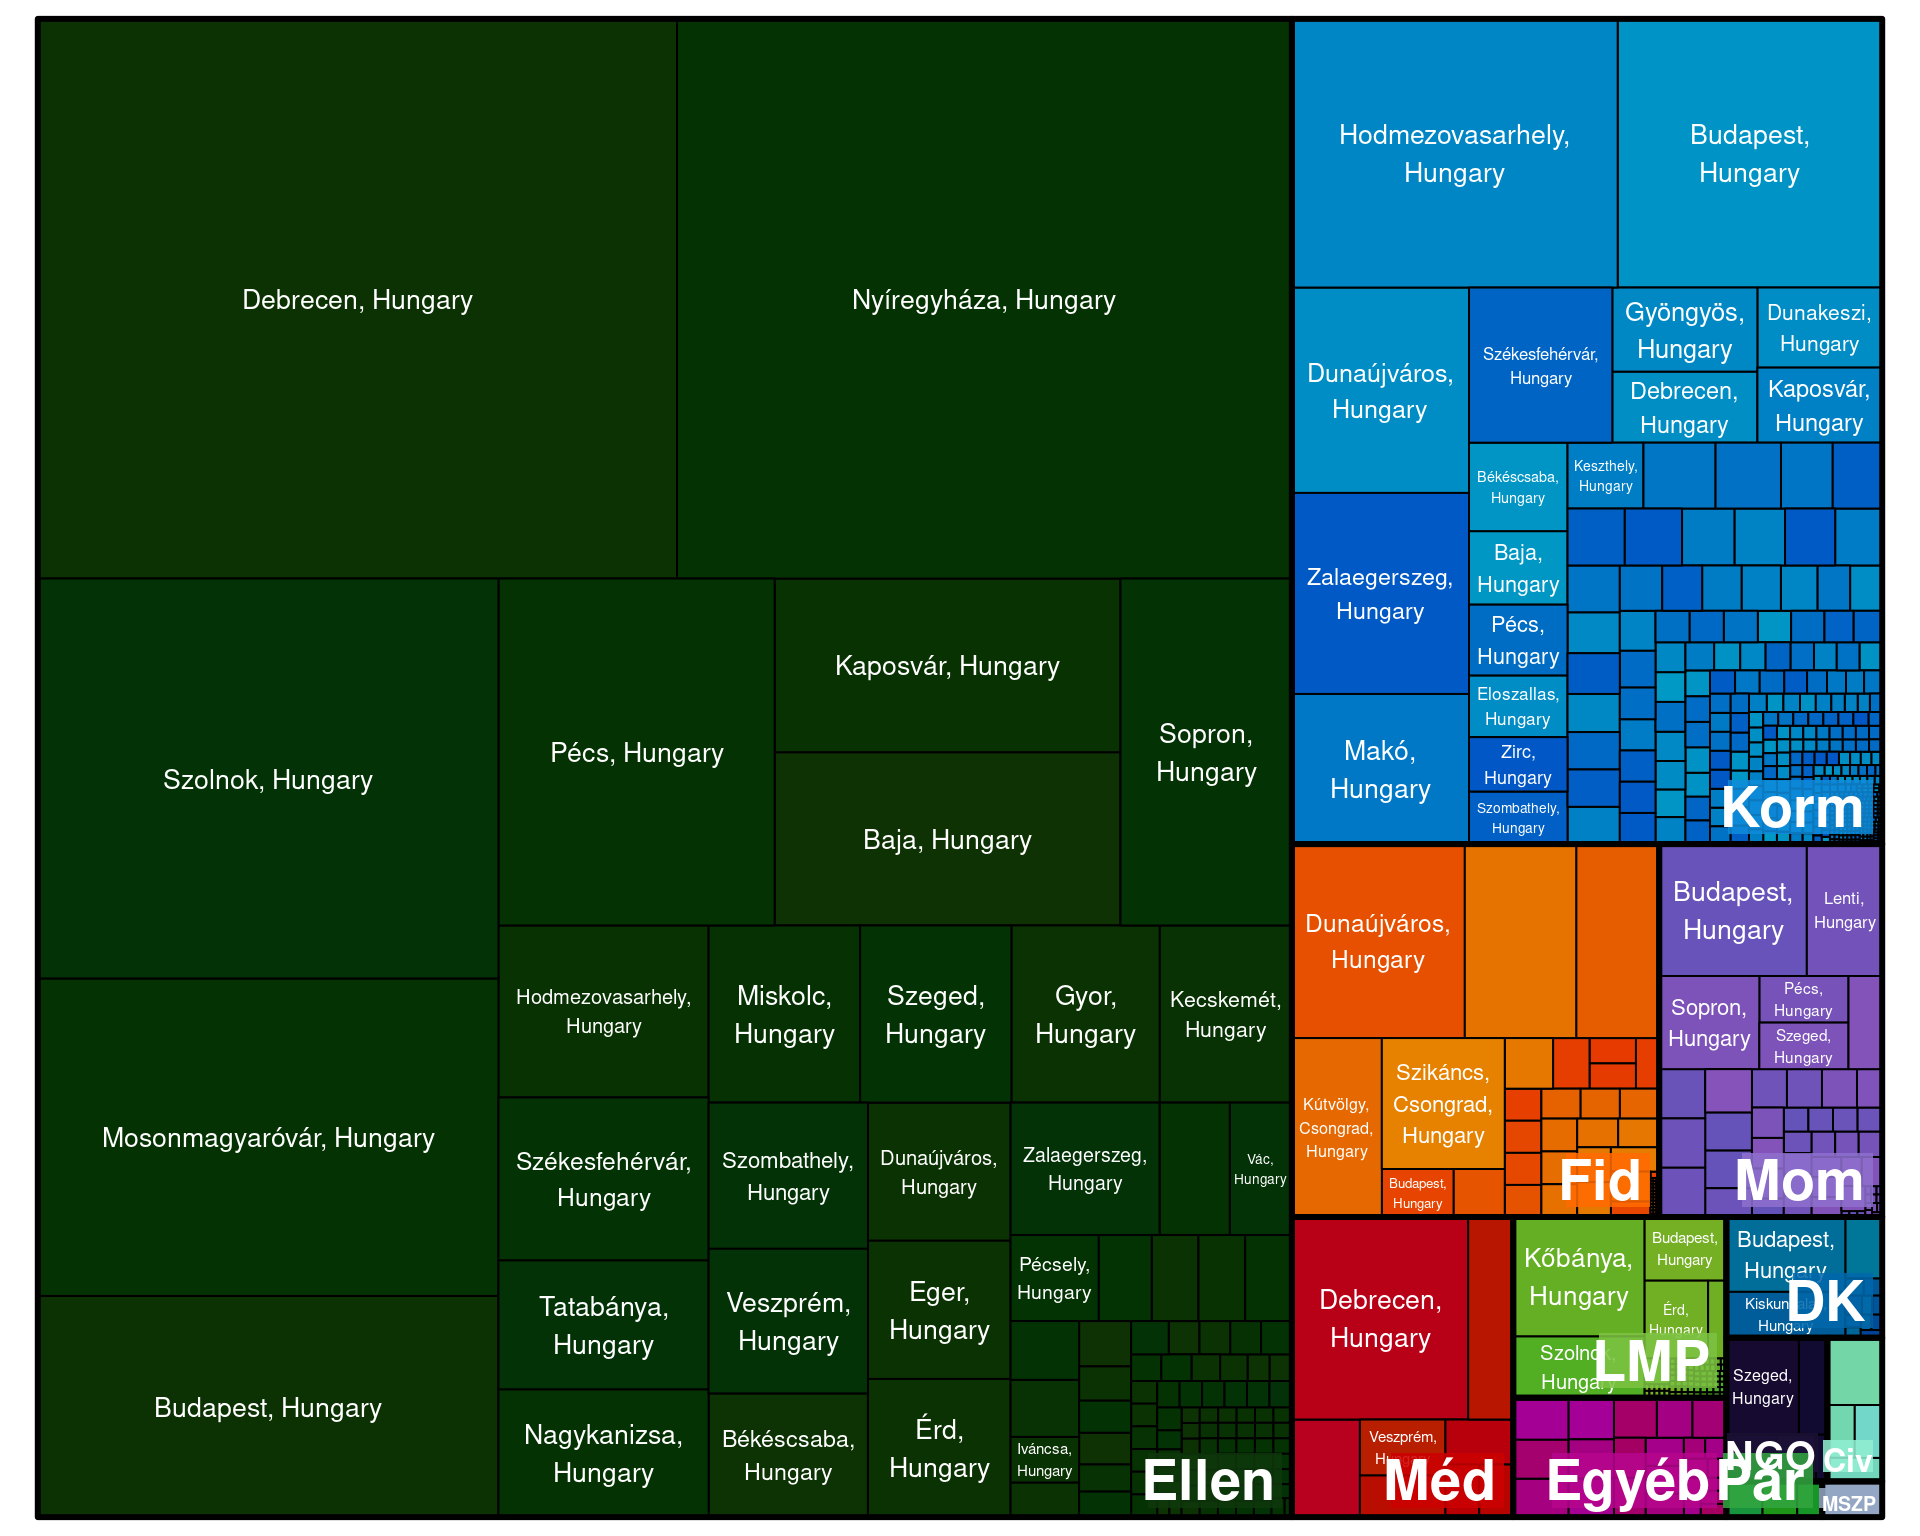 Debrecen, Hungary
Nyíregyháza, Hungary
Szolnok, Hungary
Mosonmagyaróvár, Hungary
Budapest, Hungary
Pécs, Hungary
Kaposvár, Hungary
Baja, Hungary
Sopron,
Hungary
Hodmezovasarhely,
Hungary
Miskolc,
Hungary
Szeged,
Hungary
Gyor,
Hungary
Kecskemét,
Hungary
Székesfehérvár,
Hungary
Tatabánya,
Hungary
Nagykanizsa,
Hungary
Szombathely,
Hungary
Veszprém,
Hungary
Békéscsaba,
Hungary
Dunaújváros,
Hungary
Eger,
Hungary
Érd,
Hungary
Zalaegerszeg,
Hungary
Vác,
Hungary
Pécsely,
Hungary
Iváncsa,
Hungary
Ellen
Hodmezovasarhely,
Hungary
Budapest,
Hungary
Dunaújváros,
Hungary
Zalaegerszeg,
Hungary
Makó,
Hungary
Székesfehérvár,
Hungary
Gyöngyös,
Hungary
Dunakeszi,
Hungary
Debrecen,
Hungary
Kaposvár,
Hungary
Békéscsaba,
Hungary
Keszthely,
Hungary
Baja,
Hungary
Pécs,
Hungary
Eloszallas,
Hungary
Zirc,
Hungary
Szombathely,
Hungary
Korm
Dunaújváros,
Hungary
Kútvölgy,
Csongrad,
Hungary
Szikáncs,
Csongrad,
Hungary
Budapest,
Hungary
Fid
Budapest,
Hungary
Lenti,
Hungary
Sopron,
Hungary
Pécs,
Hungary
Szeged,
Hungary
Mom
Debrecen,
Hungary
Veszprém,
Méd
Kőbánya,
Hungary
Budapest,
Hungary
Érd,
Hungary
Szolnok,
Hungary
LMP
Budapest,
Hungary
Hungary
DK
Szeged,
Hungary
NGO
Civ
Egyéb
Pár
MSZP